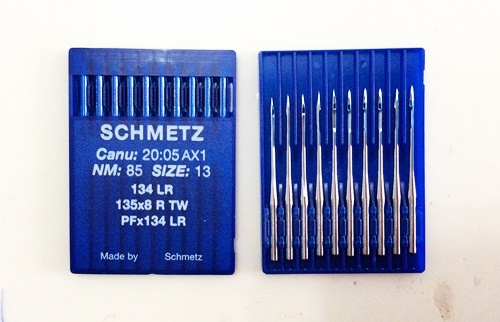 SCHMETZ
Canu: 20:05 AX1
NM: 85 SIZE: 13
134 LR
135x8 R TW
PFx134 LR
Made by Schmetz